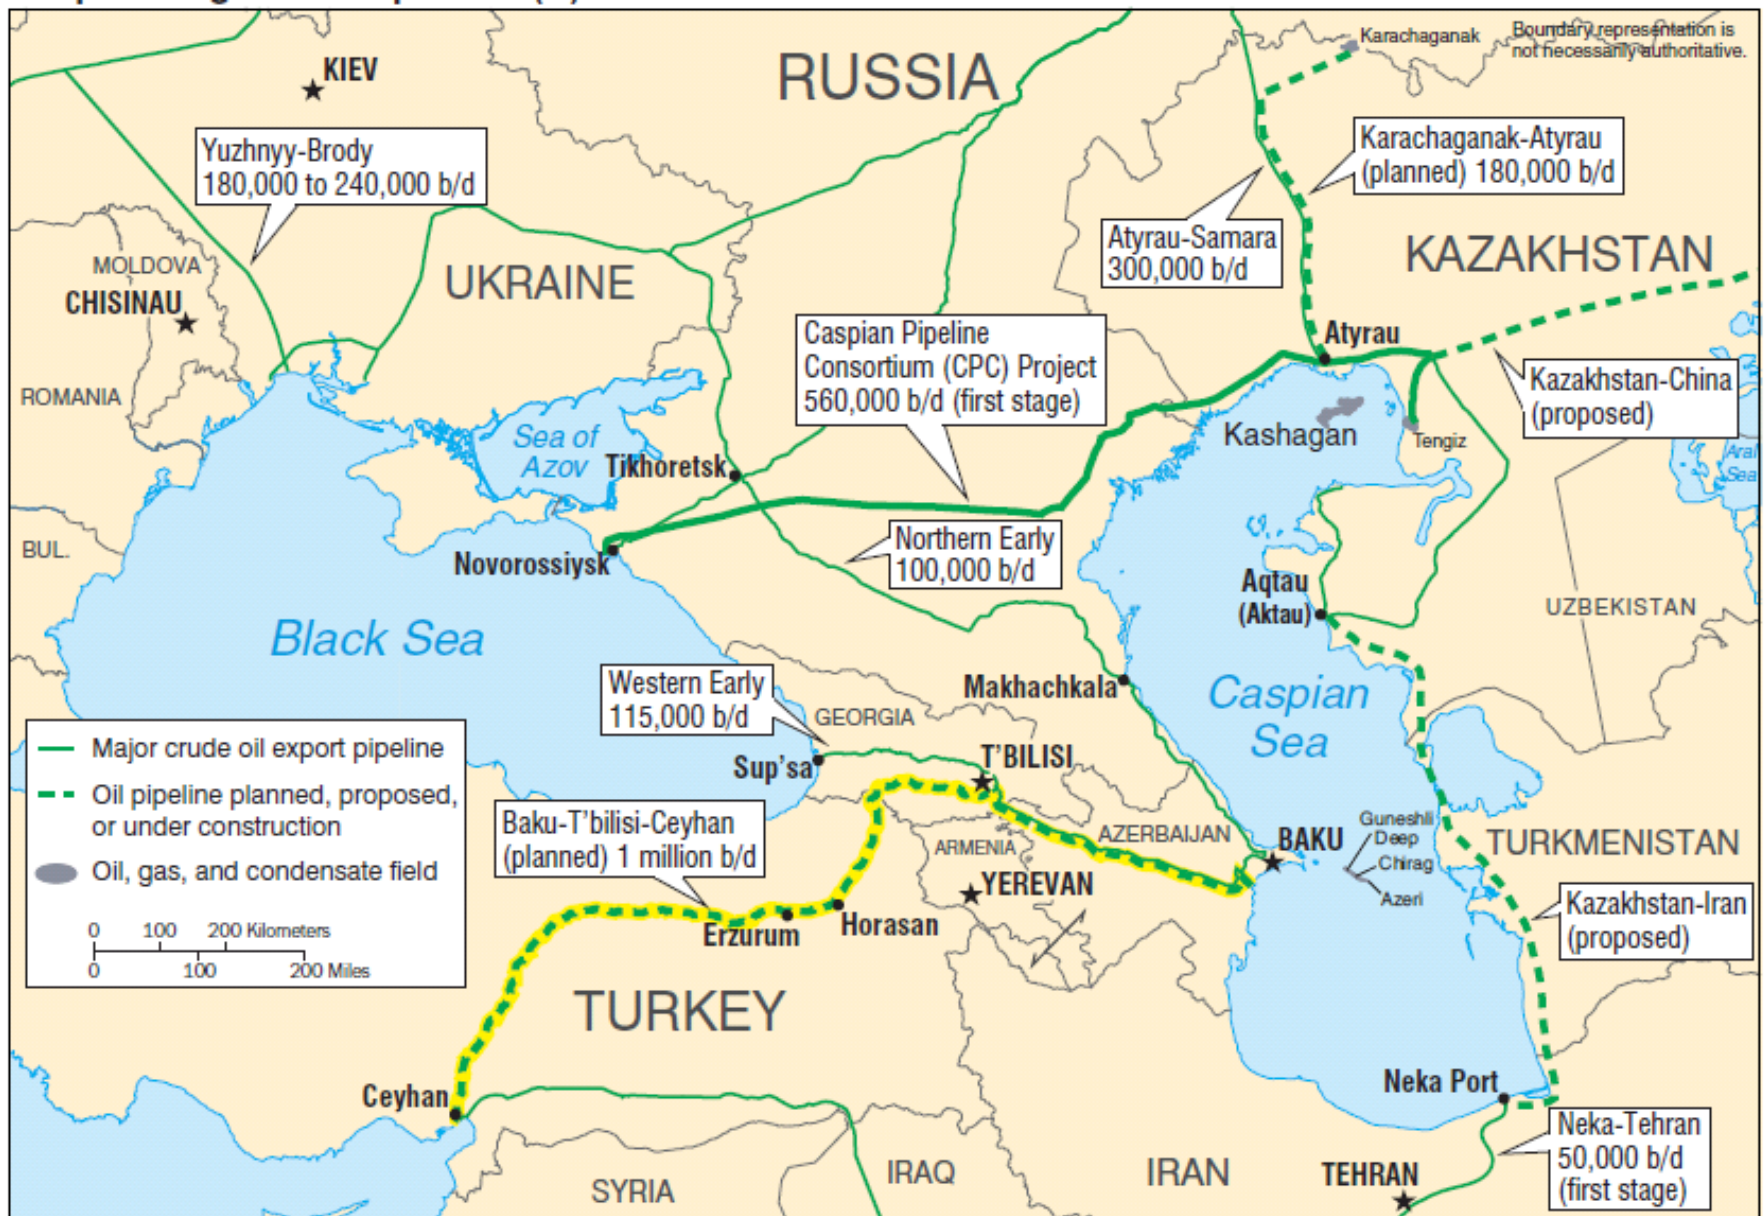 Karachaganak
Boundary representation is
not necessarily authoritative.
KIEV
RUSSIA
Yuzhnyy-Brody
180,000 to 240,000 b/d
Karachaganak-Atyrau
(planned) 180,000 b/d
Atyrau-Samara
300,000 b/d
KAZAKHSTAN
MOLDOVA
CHISINAU
UKRAINE
Caspian Pipeline
Consortium (CPC) Project
560,000 b/d (first stage)
Atyrau
Kazakhstan-China
(proposed)
ROMANIA
Sea of
Azov
Tikhoretsk
Kashagan
Tengiz
Aral
Sea
BUL.
Novorossiysk
Northern Early
100,000 b/d
Aqtau
(Aktau)
UZBEKISTAN
Black Sea
Western Early
115,000 b/d
Makhachkala
Caspian
Sea
GEORGIA
Sup'sa
T'BILISI
Major crude oil export pipeline
Oil pipeline planned, proposed,
or under construction
Oil, gas, and condensate field
0 100 200 Kilometers
0 100 200 Miles
Baku-T'bilisi-Ceyhan
(planned) 1 million b/d
ARMENIA
AZERBAIJAN
BAKU
Guneshli
Deep
Chirag
Azeri
TURKMENISTAN
YEREVAN
Erzurum
Horasan
Kazakhstan-Iran
(proposed)
TURKEY
Ceyhan
Neka Port
Neka-Tehran
50,000 b/d
(first stage)
SYRIA
IRAQ
IRAN
TEHRAN